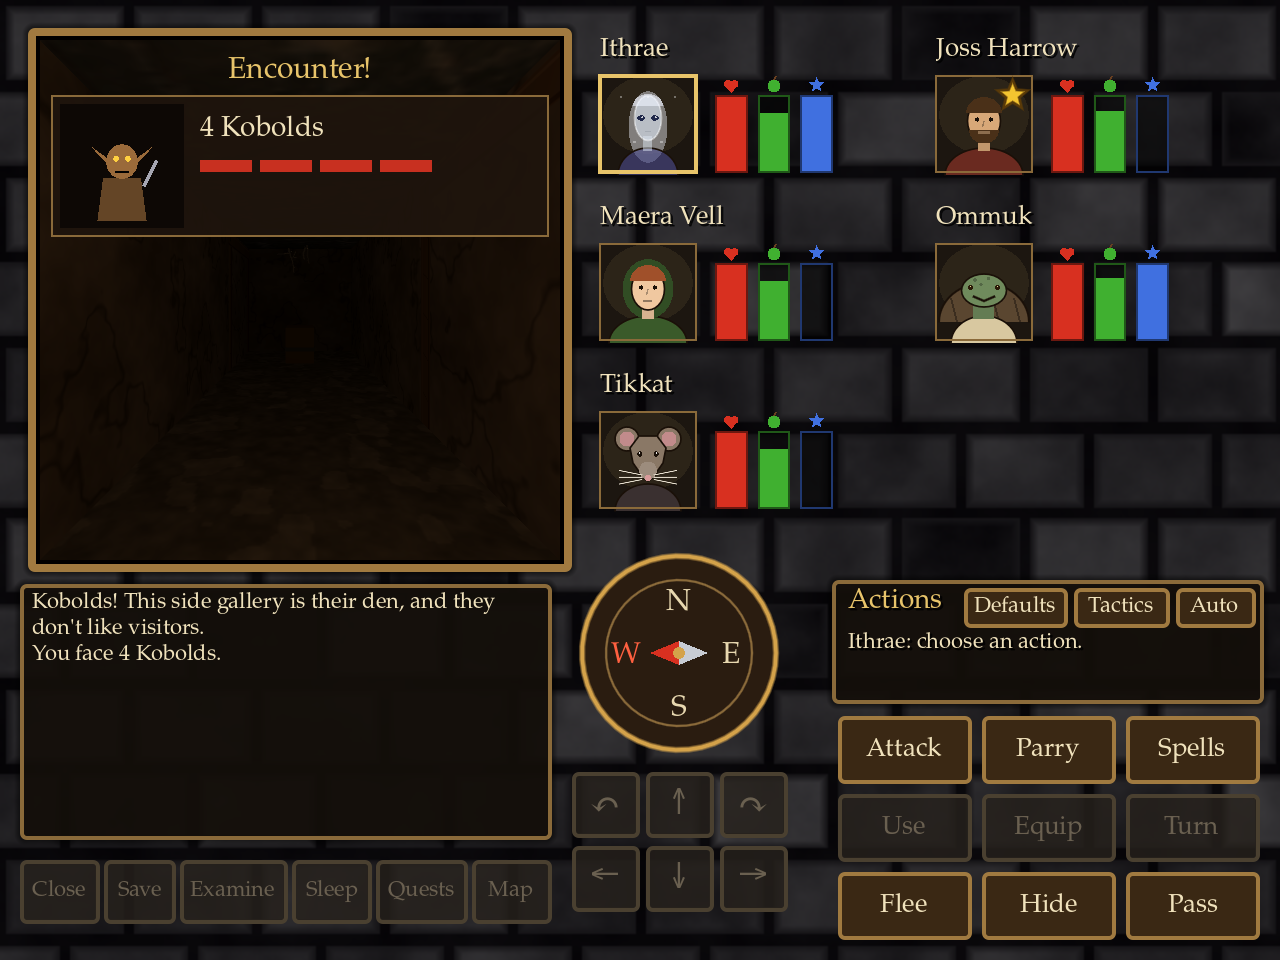 Encounter!
4 Kobolds
Ithrae
Joss Harrow
Maera Vell
Ommuk
Tikkat
Kobolds! This side gallery is their den, and they
don't like visitors.
You face 4 Kobolds.
N
W
E
S
Actions
Defaults
Tactics
Auto
Ithrae: choose an action.
Attack
Parry
Spells
Use
Equip
Turn
Flee
Hide
Pass
Close
Save
Examine
Sleep
Quests
Map